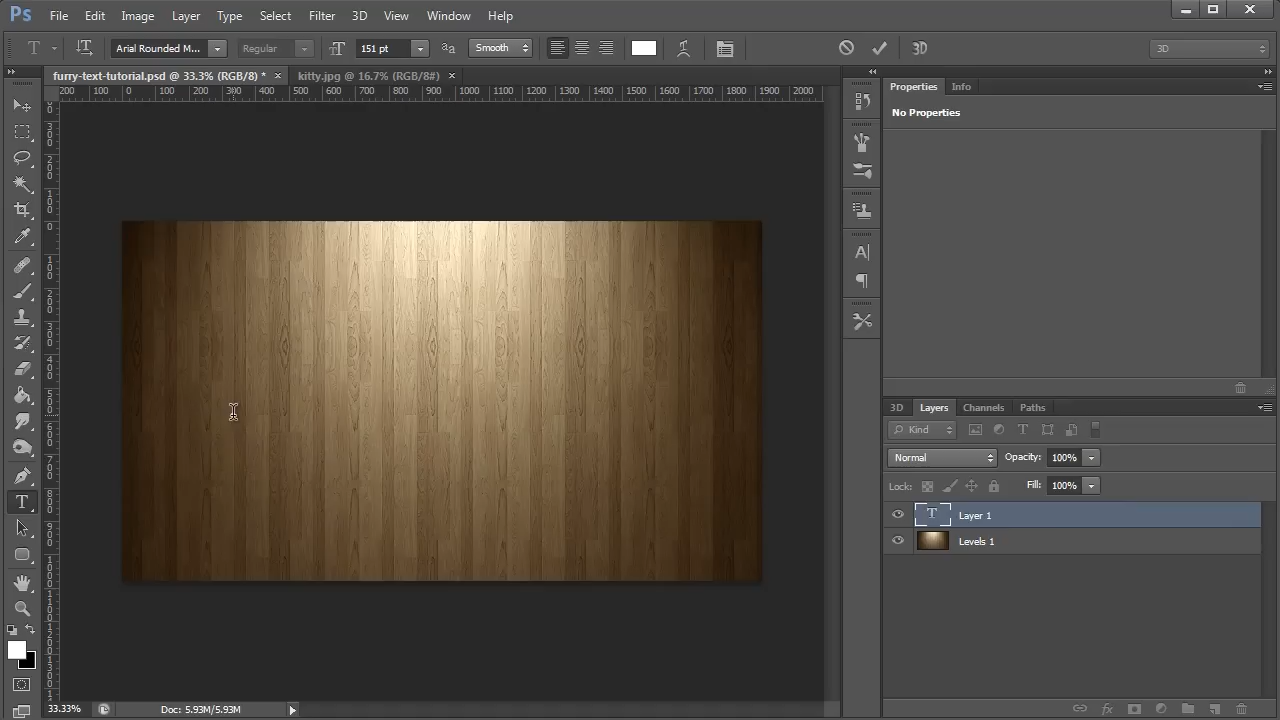 Ps File Edit Image Layer Type Select Filter 3D View Window Help
T Arial Rounded M... Regular 151 pt Smooth 3D 3D
furry-text-tutorial.psd @ 33.3% (RGB/8) * × kitty.jpg @ 16.7% (RGB/8#) ×
200 100 0 100 200 300 400 500 600 700 800 900 1000 1100 1200 1300 1400 1500 1600 1700 1800 1900 2000
Properties Info
No Properties
3D Layers Channels Paths
Kind
Normal Opacity: 100%
Lock: Fill: 100%
T Layer 1
Levels 1
33.33% Doc: 5.93M/5.93M